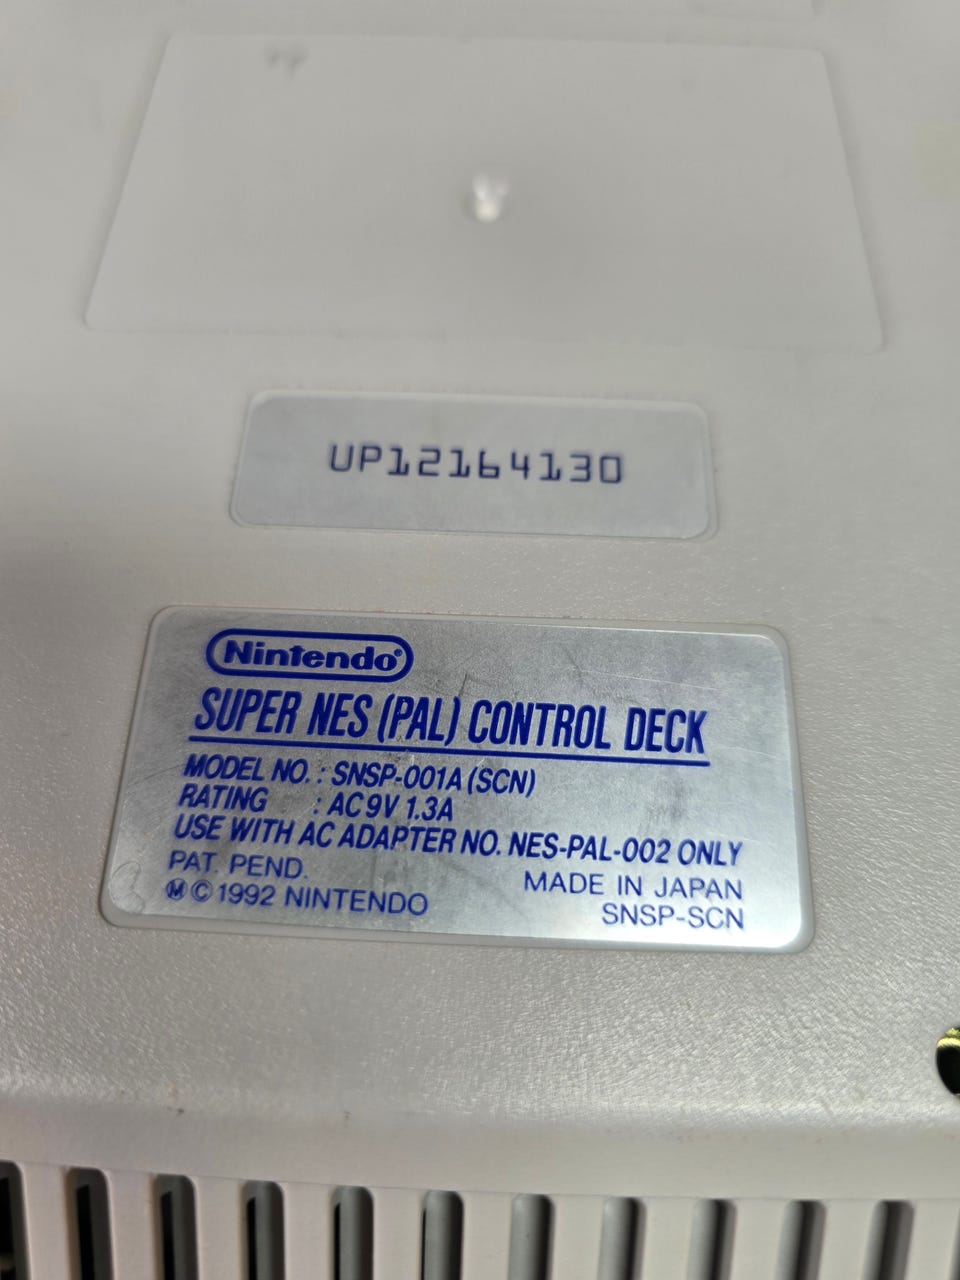 UP12164130
Nintendo®
SUPER NES (PAL) CONTROL DECK
MODEL NO. : SNSP-001A (SCN)
RATING : AC 9V 1.3A
USE WITH AC ADAPTER NO. NES-PAL-002 ONLY
PAT. PEND.
Ⓜ © 1992 NINTENDO
MADE IN JAPAN
SNSP-SCN